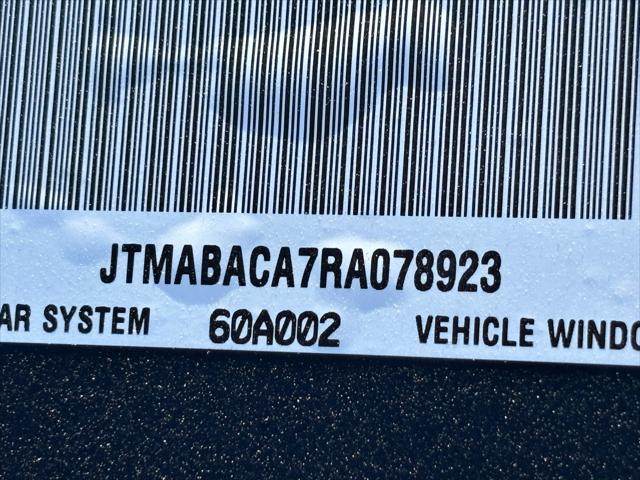 JTMABACA7RA078923
AR SYSTEM 60A002 VEHICLE WINDO